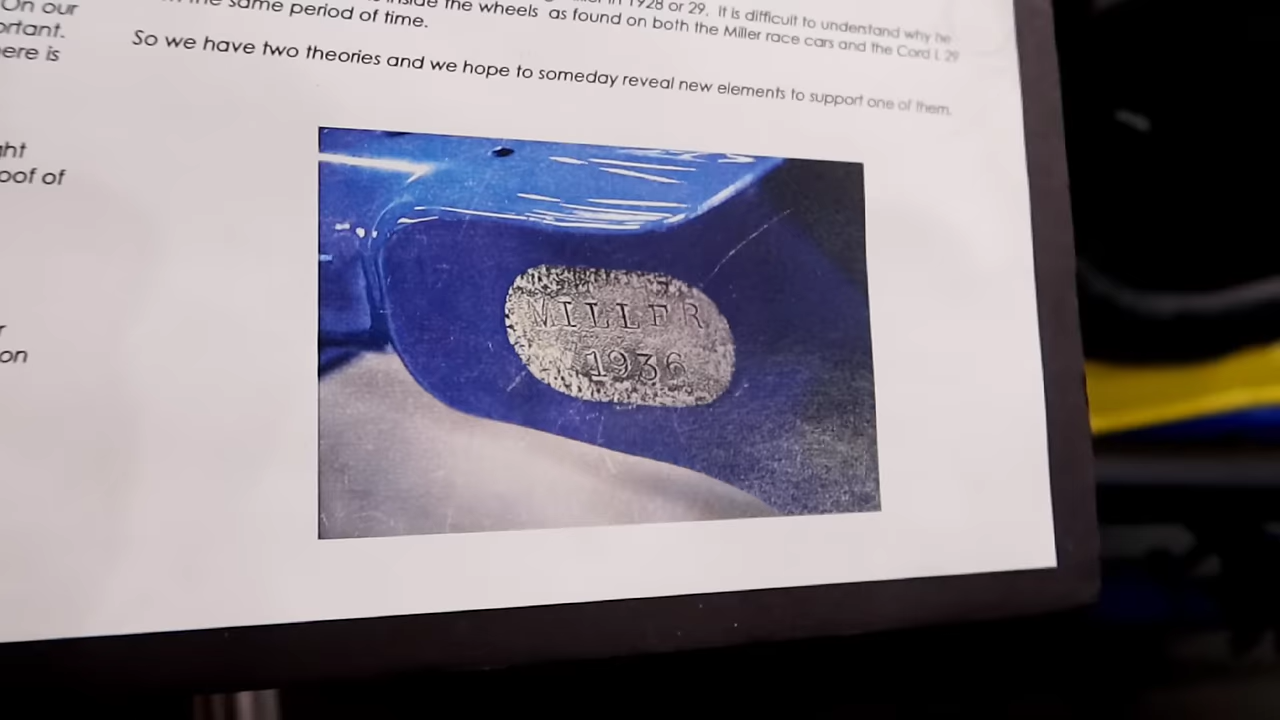 On our
ortant.
ere is
ht
oof of
r
on
in 1928 or 29. It is difficult to understand why he
inside the wheels as found on both the Miller race cars and the Cord L 29
the same period of time.
So we have two theories and we hope to someday reveal new elements to support one of them.
MILLER
1936